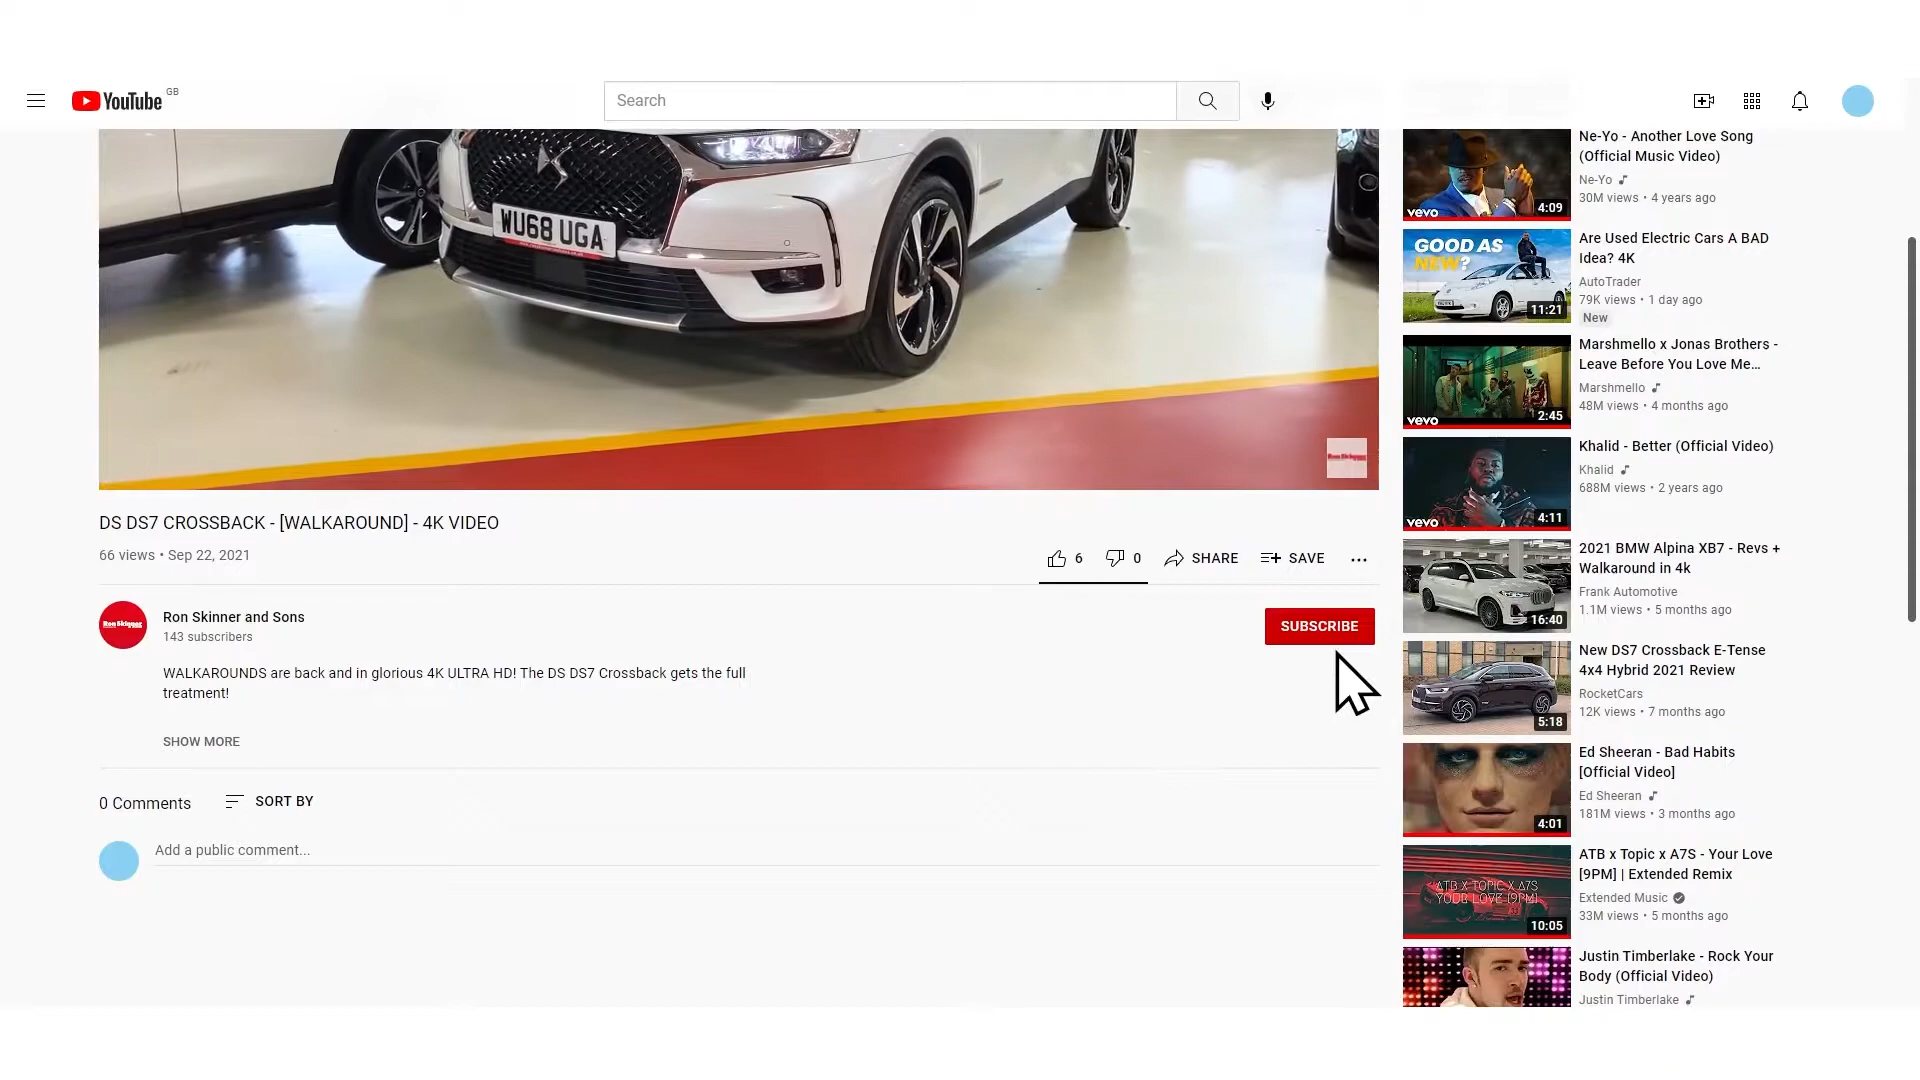 YouTube GB
Search
WU68 UGA
Ron Skinner
DS DS7 CROSSBACK - [WALKAROUND] - 4K VIDEO
66 views • Sep 22, 2021
6
0
SHARE
SAVE
Ron Skinner
Ron Skinner and Sons
143 subscribers
SUBSCRIBE
WALKAROUNDS are back and in glorious 4K ULTRA HD! The DS DS7 Crossback gets the full
treatment!
SHOW MORE
0 Comments
SORT BY
Add a public comment...
vevo
4:09
Ne-Yo - Another Love Song
(Official Music Video)
Ne-Yo
30M views • 4 years ago
GOOD AS
NEW?
11:21
Are Used Electric Cars A BAD
Idea? 4K
AutoTrader
79K views • 1 day ago
New
vevo
2:45
Marshmello x Jonas Brothers -
Leave Before You Love Me...
Marshmello
48M views • 4 months ago
vevo
4:11
Khalid - Better (Official Video)
Khalid
688M views • 2 years ago
16:40
2021 BMW Alpina XB7 - Revs +
Walkaround in 4k
Frank Automotive
1.1M views • 5 months ago
5:18
New DS7 Crossback E-Tense
4x4 Hybrid 2021 Review
RocketCars
12K views • 7 months ago
4:01
Ed Sheeran - Bad Habits
[Official Video]
Ed Sheeran
181M views • 3 months ago
ATB X TOPIC X A7S
YOUR LOVE (9PM)
10:05
ATB x Topic x A7S - Your Love
[9PM] | Extended Remix
Extended Music
33M views • 5 months ago
Justin Timberlake - Rock Your
Body (Official Video)
Justin Timberlake